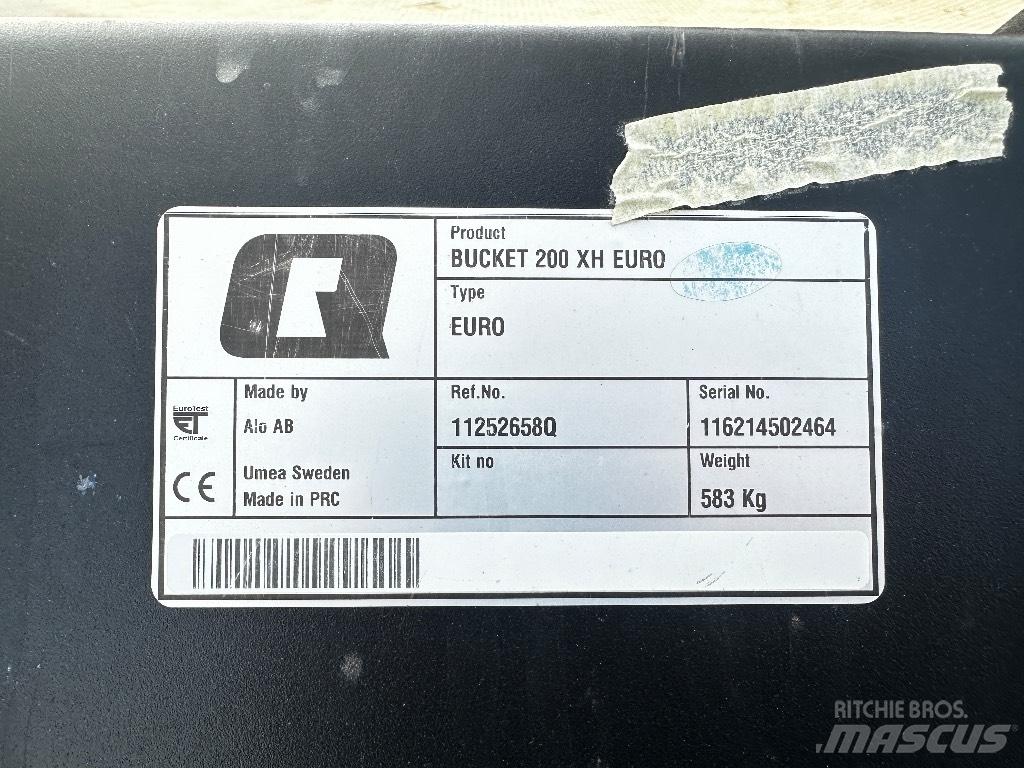 Product
BUCKET 200 XH EURO
Type
EURO
EuroTest
ET
Certificate
CE
Made by
Alo AB
Umea Sweden
Made in PRC
Ref.No.
11252658Q
Serial No.
116214502464
Kit no
Weight
583 Kg
RITCHIE BROS.
MASCUS